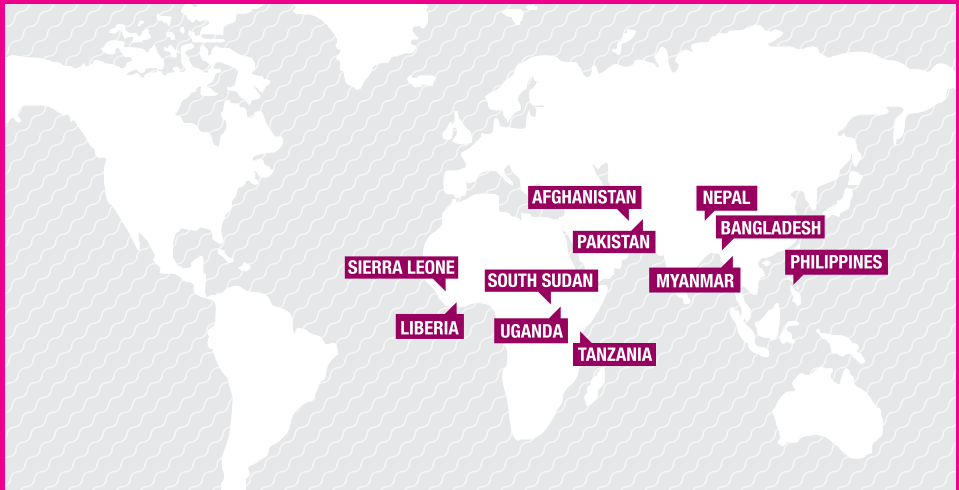 AFGHANISTAN
NEPAL
BANGLADESH
PAKISTAN
PHILIPPINES
SIERRA LEONE
SOUTH SUDAN
MYANMAR
LIBERIA
UGANDA
TANZANIA